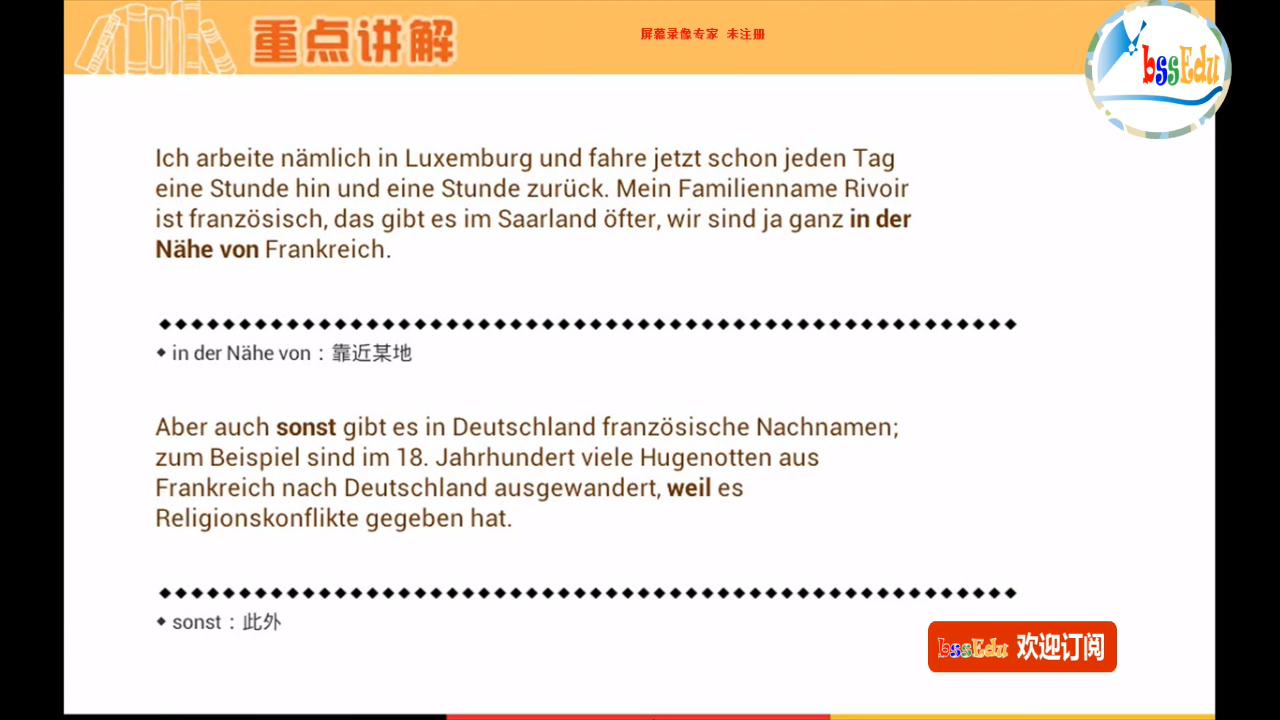 重点讲解
屏幕录像专家 未注册
bssEdu
Ich arbeite nämlich in Luxemburg und fahre jetzt schon jeden Tag
eine Stunde hin und eine Stunde zurück. Mein Familienname Rivoir
ist französisch, das gibt es im Saarland öfter, wir sind ja ganz in der
Nähe von Frankreich.
in der Nähe von：靠近某地
Aber auch sonst gibt es in Deutschland französische Nachnamen;
zum Beispiel sind im 18. Jahrhundert viele Hugenotten aus
Frankreich nach Deutschland ausgewandert, weil es
Religionskonflikte gegeben hat.
sonst：此外
bssEdu 欢迎订阅